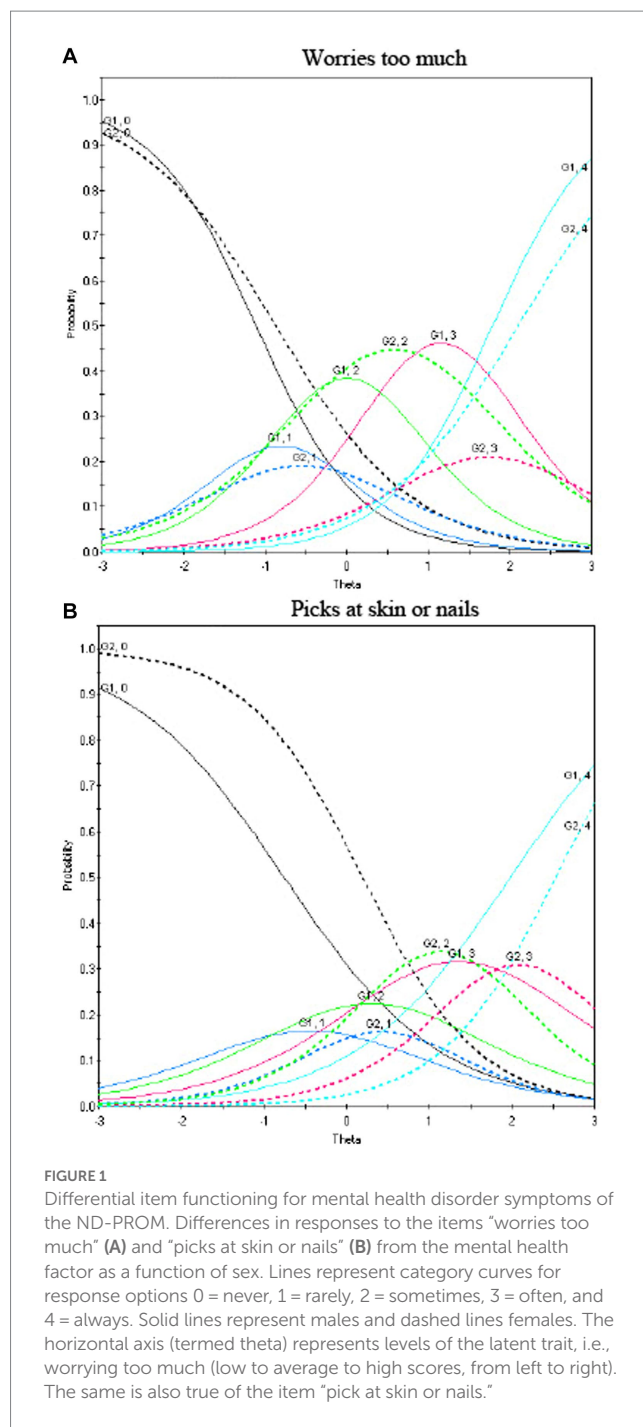 A
Worries too much
1.0
0.9
0.8
0.7
0.6
0.5
0.4
0.3
0.2
0.1
0.0
Probability
G1, 0
G2, 0
G1, 4
G2, 4
G2, 2
G1, 3
G1, 2
G1, 1
G2, 1
G2, 3
-3
-2
-1
0
1
2
3
Theta
B
Picks at skin or nails
1.0
0.9
0.8
0.7
0.6
0.5
0.4
0.3
0.2
0.1
0.0
Probability
G2, 0
G1, 0
G1, 4
G2, 4
G2, 2
G1, 3
G2, 3
G1, 2
G1, 1
G2, 1
-3
-2
-1
0
1
2
3
Theta
FIGURE 1
Differential item functioning for mental health disorder symptoms of
the ND-PROM. Differences in responses to the items “worries too
much” (A) and “picks at skin or nails” (B) from the mental health
factor as a function of sex. Lines represent category curves for
response options 0 = never, 1 = rarely, 2 = sometimes, 3 = often, and
4 = always. Solid lines represent males and dashed lines females. The
horizontal axis (termed theta) represents levels of the latent trait, i.e.,
worrying too much (low to average to high scores, from left to right).
The same is also true of the item “pick at skin or nails.”